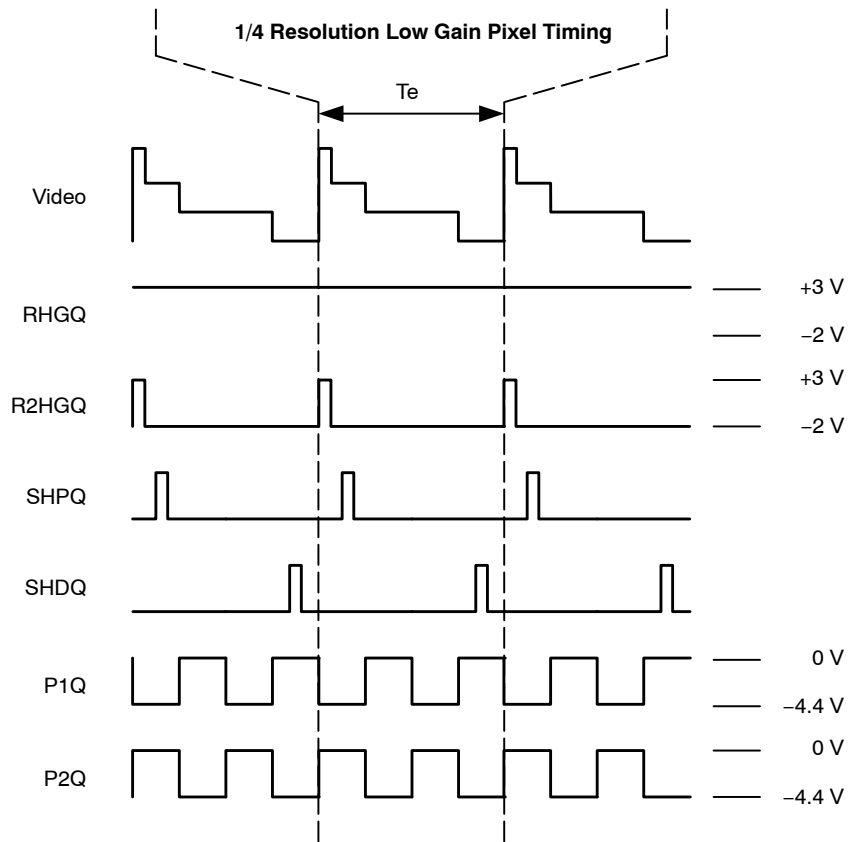 1/4 Resolution Low Gain Pixel Timing
Te
Video
RHGQ
+3 V
−2 V
R2HGQ
+3 V
−2 V
SHPQ
SHDQ
P1Q
0 V
−4.4 V
P2Q
0 V
−4.4 V